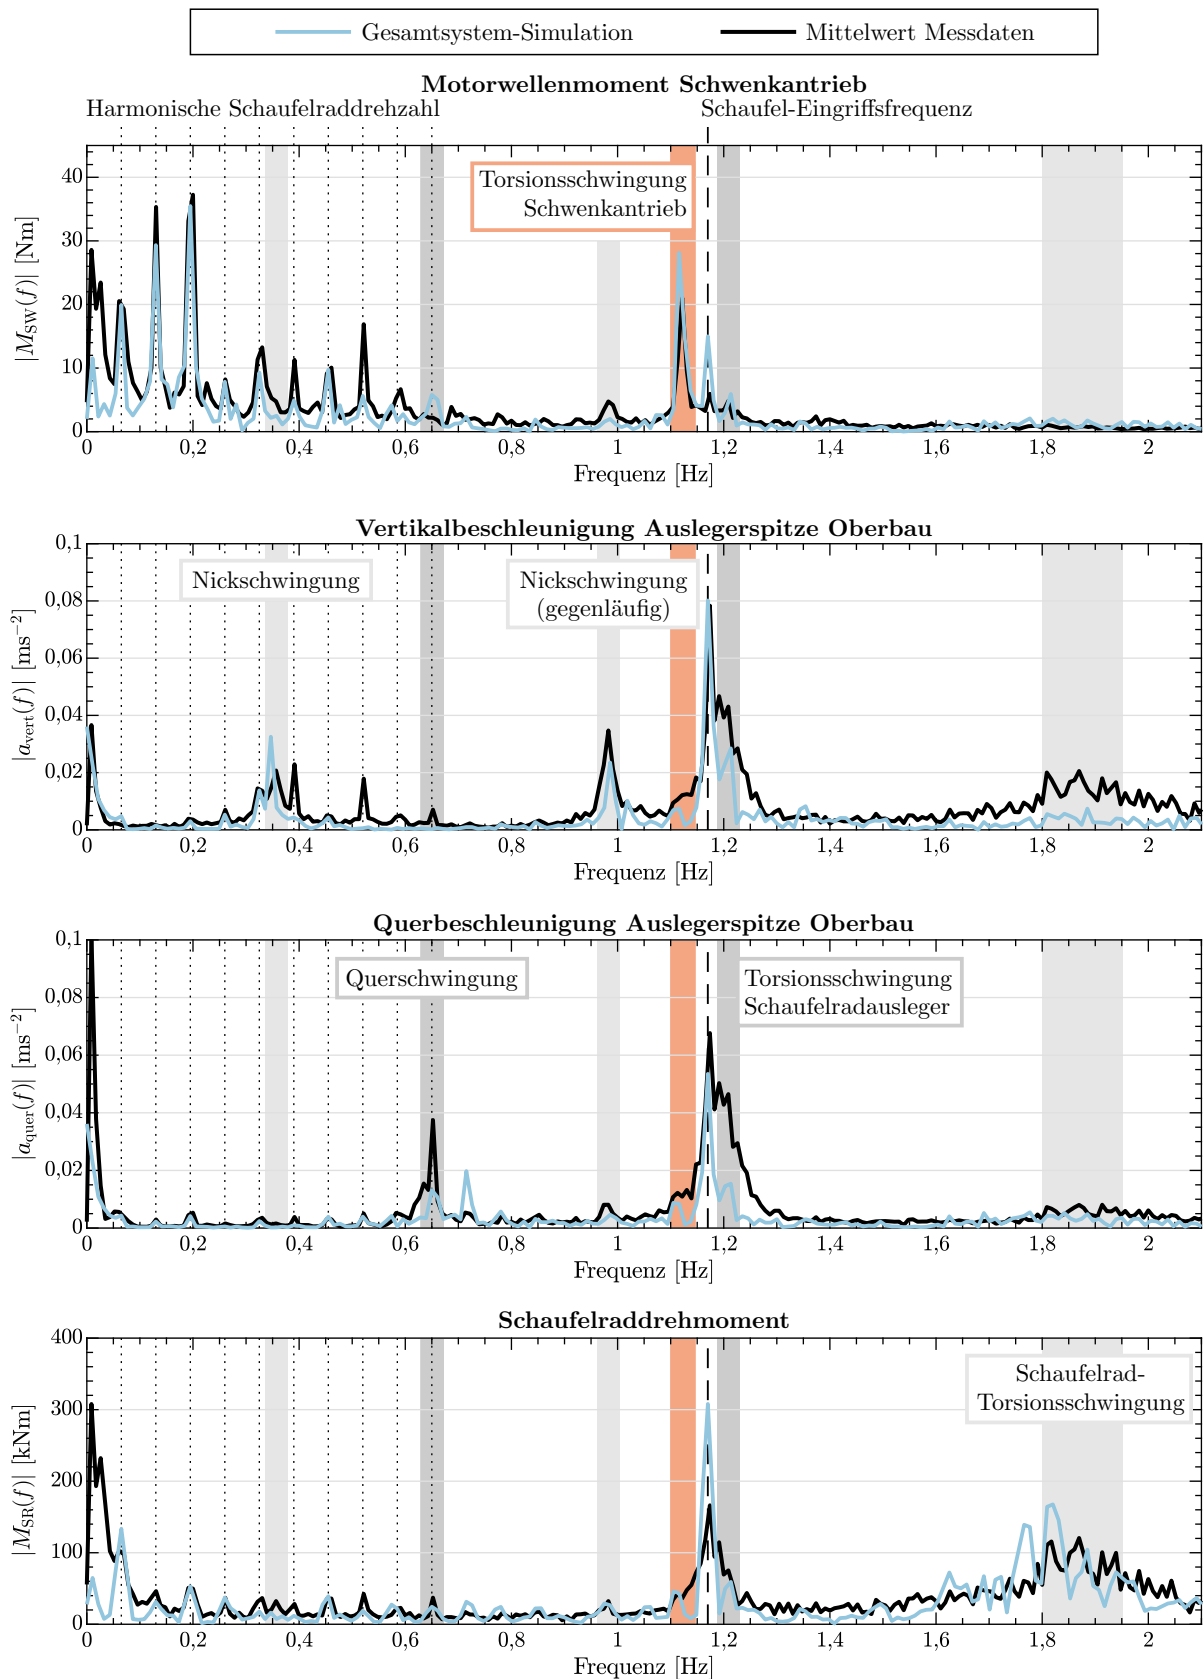 Gesamtsystem-Simulation
Mittelwert Messdaten
Motorwellenmoment Schwenkantrieb
Harmonische Schaufelraddrehzahl
Schaufel-Eingriffsfrequenz
Torsionsschwingung
Schwenkantrieb
|M_SW(f)| [Nm]
40
30
20
10
0
0 0,2 0,4 0,6 0,8 1 1,2 1,4 1,6 1,8 2
Frequenz [Hz]
Vertikalbeschleunigung Auslegerspitze Oberbau
Nickschwingung
Nickschwingung
(gegenläufig)
|a_vert(f)| [ms⁻²]
0,1
0,08
0,06
0,04
0,02
0
0 0,2 0,4 0,6 0,8 1 1,2 1,4 1,6 1,8 2
Frequenz [Hz]
Querbeschleunigung Auslegerspitze Oberbau
Querschwingung
Torsionsschwingung
Schaufelradausleger
|a_quer(f)| [ms⁻²]
0,1
0,08
0,06
0,04
0,02
0
0 0,2 0,4 0,6 0,8 1 1,2 1,4 1,6 1,8 2
Frequenz [Hz]
Schaufelraddrehmoment
Schaufelrad-
Torsionsschwingung
|M_SR(f)| [kNm]
400
300
200
100
0
0 0,2 0,4 0,6 0,8 1 1,2 1,4 1,6 1,8 2
Frequenz [Hz]